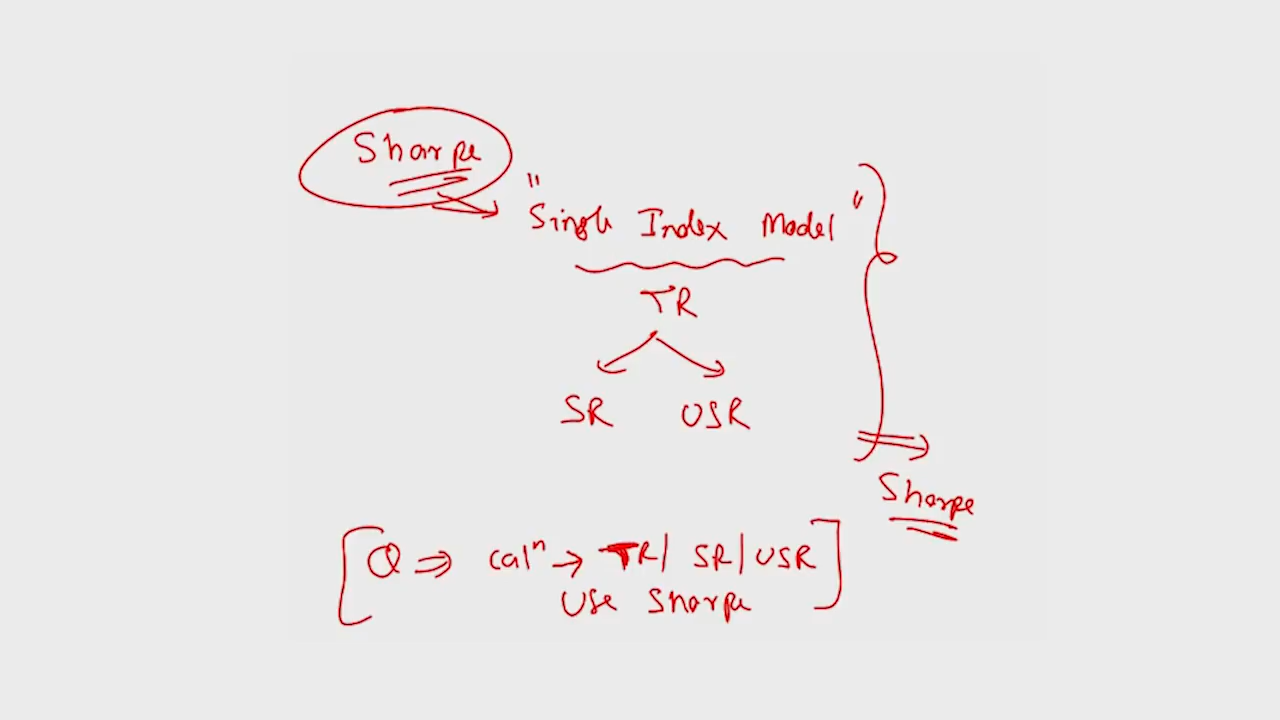 Sharpe
"Single Index Model"
TR
SR USR
Sharpe
[Q ⇒ calⁿ → TR/ SR/USR]
Use Sharpe